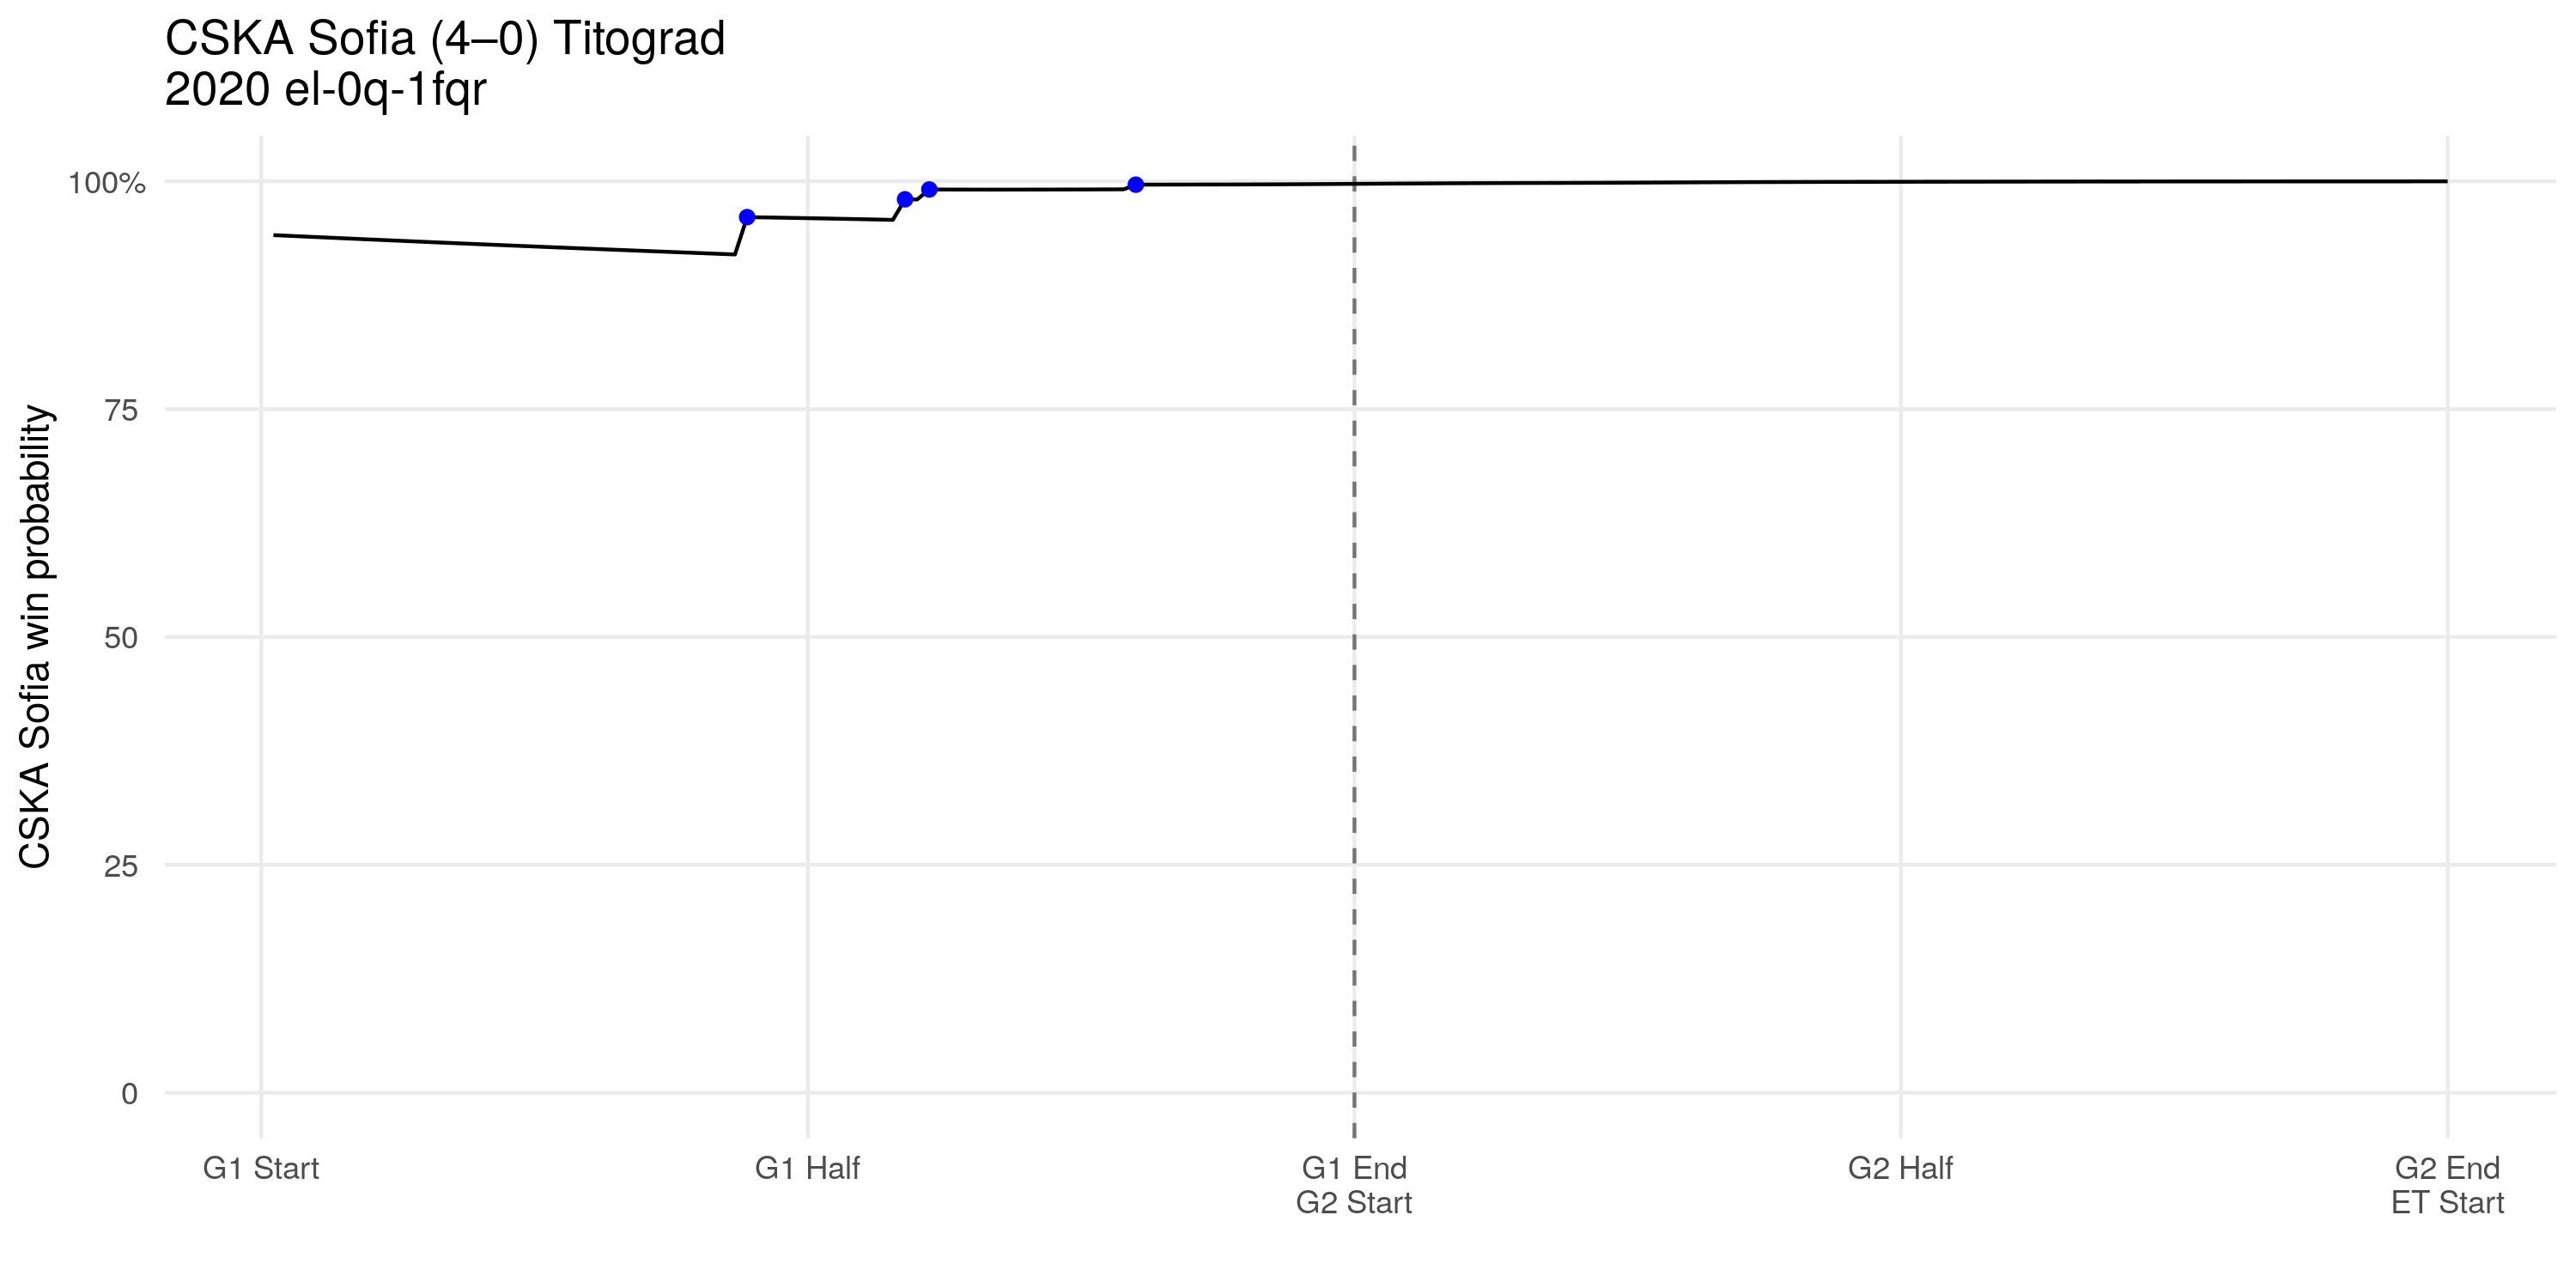 CSKA Sofia (4–0) Titograd
2020 el-0q-1fqr
CSKA Sofia win probability
100%
75
50
25
0
G1 Start
G1 Half
G1 End
G2 Start
G2 Half
G2 End
ET Start